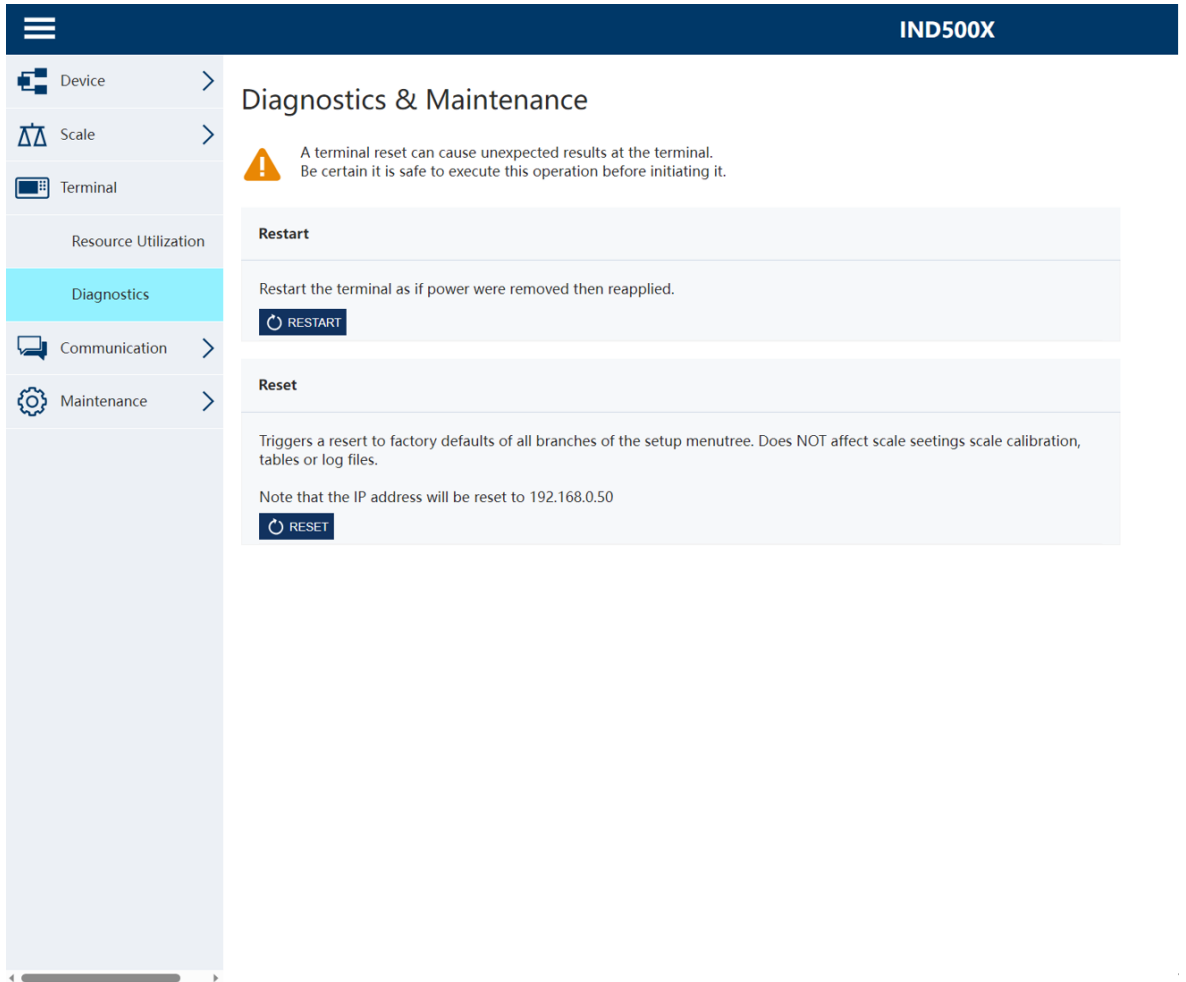 IND500X
Device
Scale
Terminal
Resource Utilization
Diagnostics
Communication
Maintenance
Diagnostics & Maintenance
A terminal reset can cause unexpected results at the terminal.
Be certain it is safe to execute this operation before initiating it.
Restart
Restart the terminal as if power were removed then reapplied.
RESTART
Reset
Triggers a resert to factory defaults of all branches of the setup menutree. Does NOT affect scale seetings scale calibration,
tables or log files.
Note that the IP address will be reset to 192.168.0.50
RESET